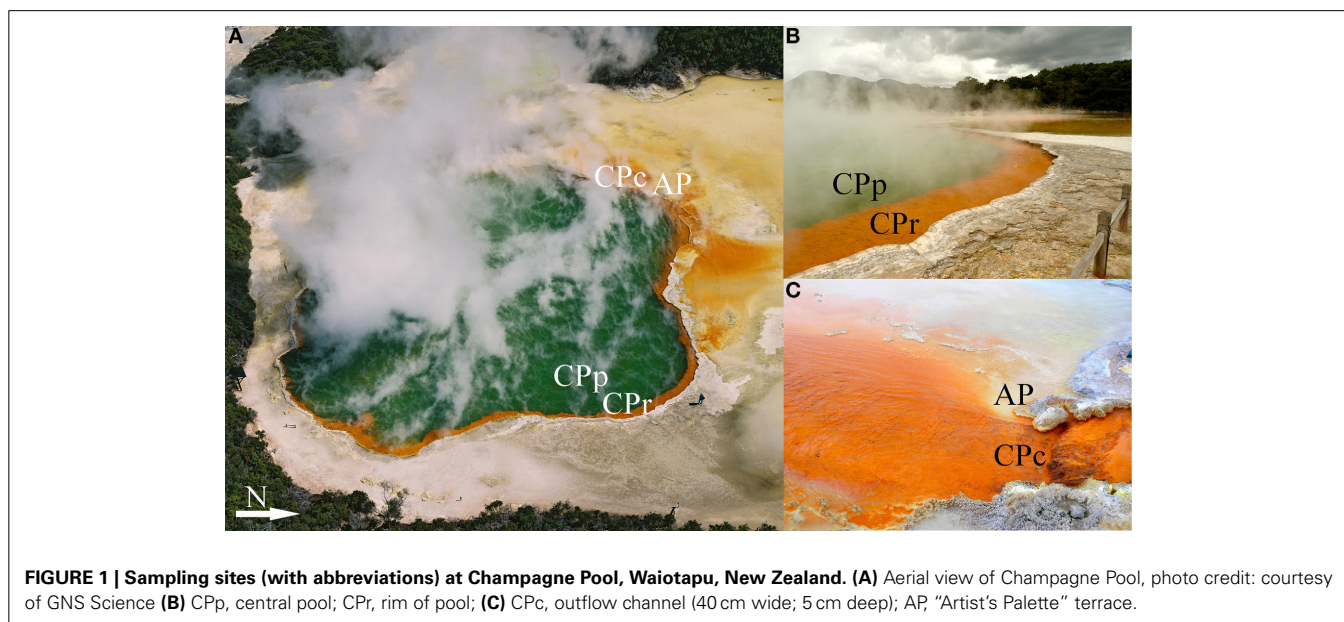 A
CPc AP
CPp
CPr
N
B
CPp
CPr
C
AP
CPc
FIGURE 1 | Sampling sites (with abbreviations) at Champagne Pool, Waiotapu, New Zealand. (A) Aerial view of Champagne Pool, photo credit: courtesy
of GNS Science (B) CPp, central pool; CPr, rim of pool; (C) CPc, outflow channel (40 cm wide; 5 cm deep); AP, “Artist’s Palette” terrace.